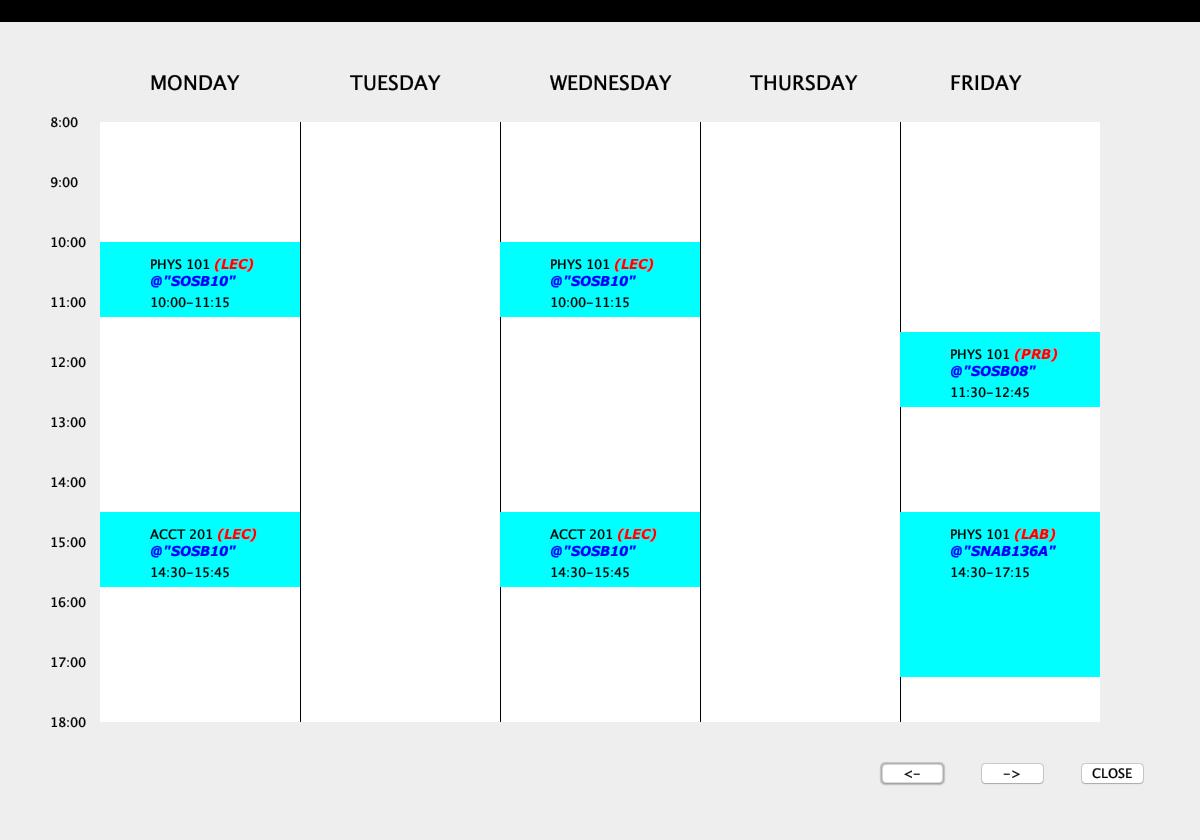 MONDAY TUESDAY WEDNESDAY THURSDAY FRIDAY
8:00
9:00
10:00
PHYS 101 (LEC) PHYS 101 (LEC)
@"SOSB10" @"SOSB10"
11:00 10:00-11:15 10:00-11:15
PHYS 101 (PRB)
12:00 @"SOSB08"
11:30-12:45
13:00
14:00
ACCT 201 (LEC) ACCT 201 (LEC) PHYS 101 (LAB)
15:00 @"SOSB10" @"SOSB10" @"SNAB136A"
14:30-15:45 14:30-15:45 14:30-17:15
16:00
17:00
18:00
<- -> CLOSE